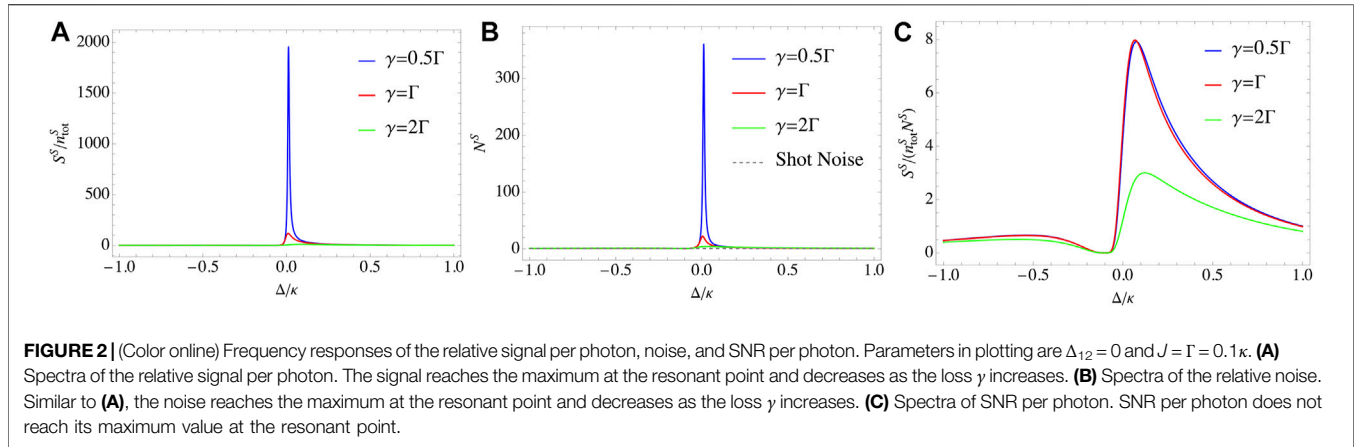 A
2000
1500
1000
500
0
S^S/n^S_tot
γ=0.5Γ
γ=Γ
γ=2Γ
−1.0 −0.5 0.0 0.5 1.0
Δ/κ
B
300
200
100
0
N^S
γ=0.5Γ
γ=Γ
γ=2Γ
Shot Noise
−1.0 −0.5 0.0 0.5 1.0
Δ/κ
C
8
6
4
2
0
S^S/(n^S_tot N^S)
γ=0.5Γ
γ=Γ
γ=2Γ
−1.0 −0.5 0.0 0.5 1.0
Δ/κ
FIGURE 2 | (Color online) Frequency responses of the relative signal per photon, noise, and SNR per photon. Parameters in plotting are Δ₁₂ = 0 and J = Γ = 0.1κ. (A)
Spectra of the relative signal per photon. The signal reaches the maximum at the resonant point and decreases as the loss γ increases. (B) Spectra of the relative noise.
Similar to (A), the noise reaches the maximum at the resonant point and decreases as the loss γ increases. (C) Spectra of SNR per photon. SNR per photon does not
reach its maximum value at the resonant point.